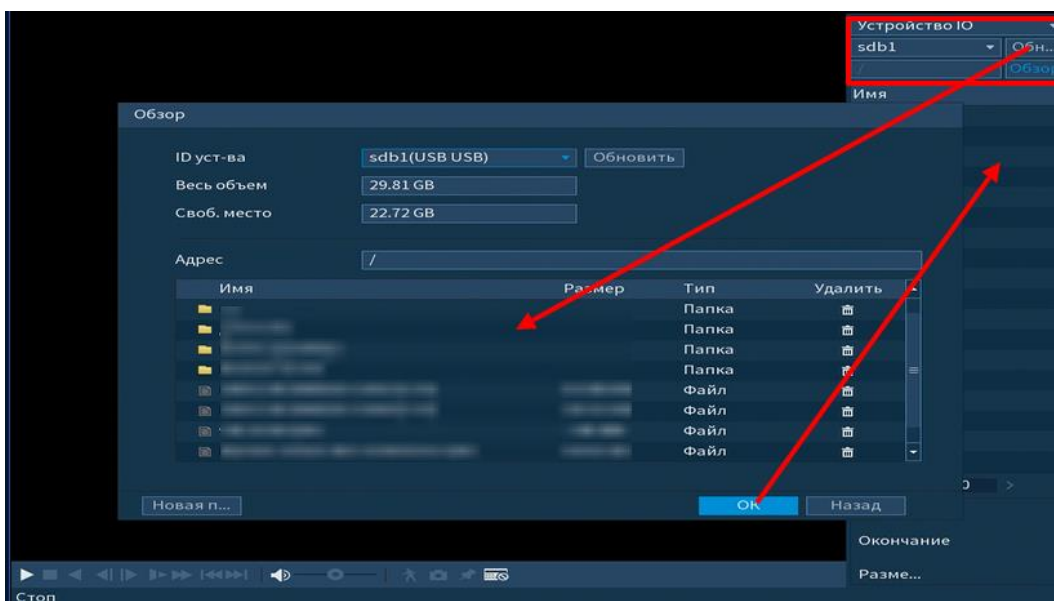 Устройство IO
sdb1 Обн...
/ Обзор
Имя
Обзор
ID уст-ва sdb1(USB USB) Обновить
Весь объем 29.81 GB
Своб. место 22.72 GB
Адрес /
Имя Размер Тип Удалить
Папка
Папка
Папка
Папка
Файл
Файл
Файл
Файл
0 >
Новая п... OK Назад
Окончание
Разме...
Стоп